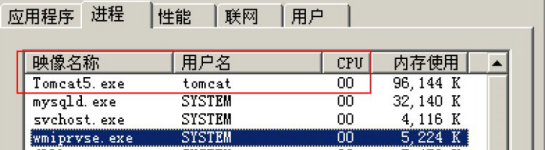 应用程序 进程 性能 联网 用户
映像名称 用户名 CPU 内存使用
Tomcat5.exe tomcat 00 96,144 K
mysqld.exe SYSTEM 00 32,140 K
svchost.exe SYSTEM 00 4,116 K
wmiprvse.exe SYSTEM 00 5,224 K